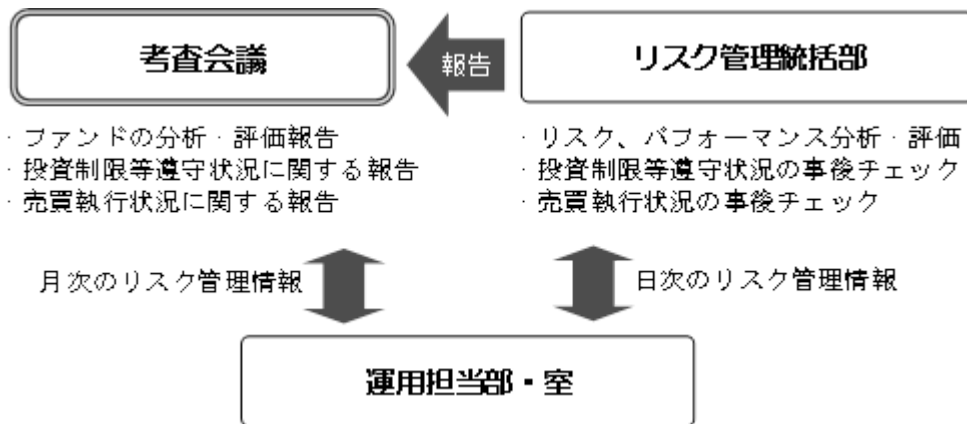 考査会議
報告
リスク管理統括部
・ファンドの分析・評価報告
・投資制限等遵守状況に関する報告
・売買執行状況に関する報告
・リスク、パフォーマンス分析・評価
・投資制限等遵守状況の事後チェック
・売買執行状況の事後チェック
月次のリスク管理情報
日次のリスク管理情報
運用担当部・室